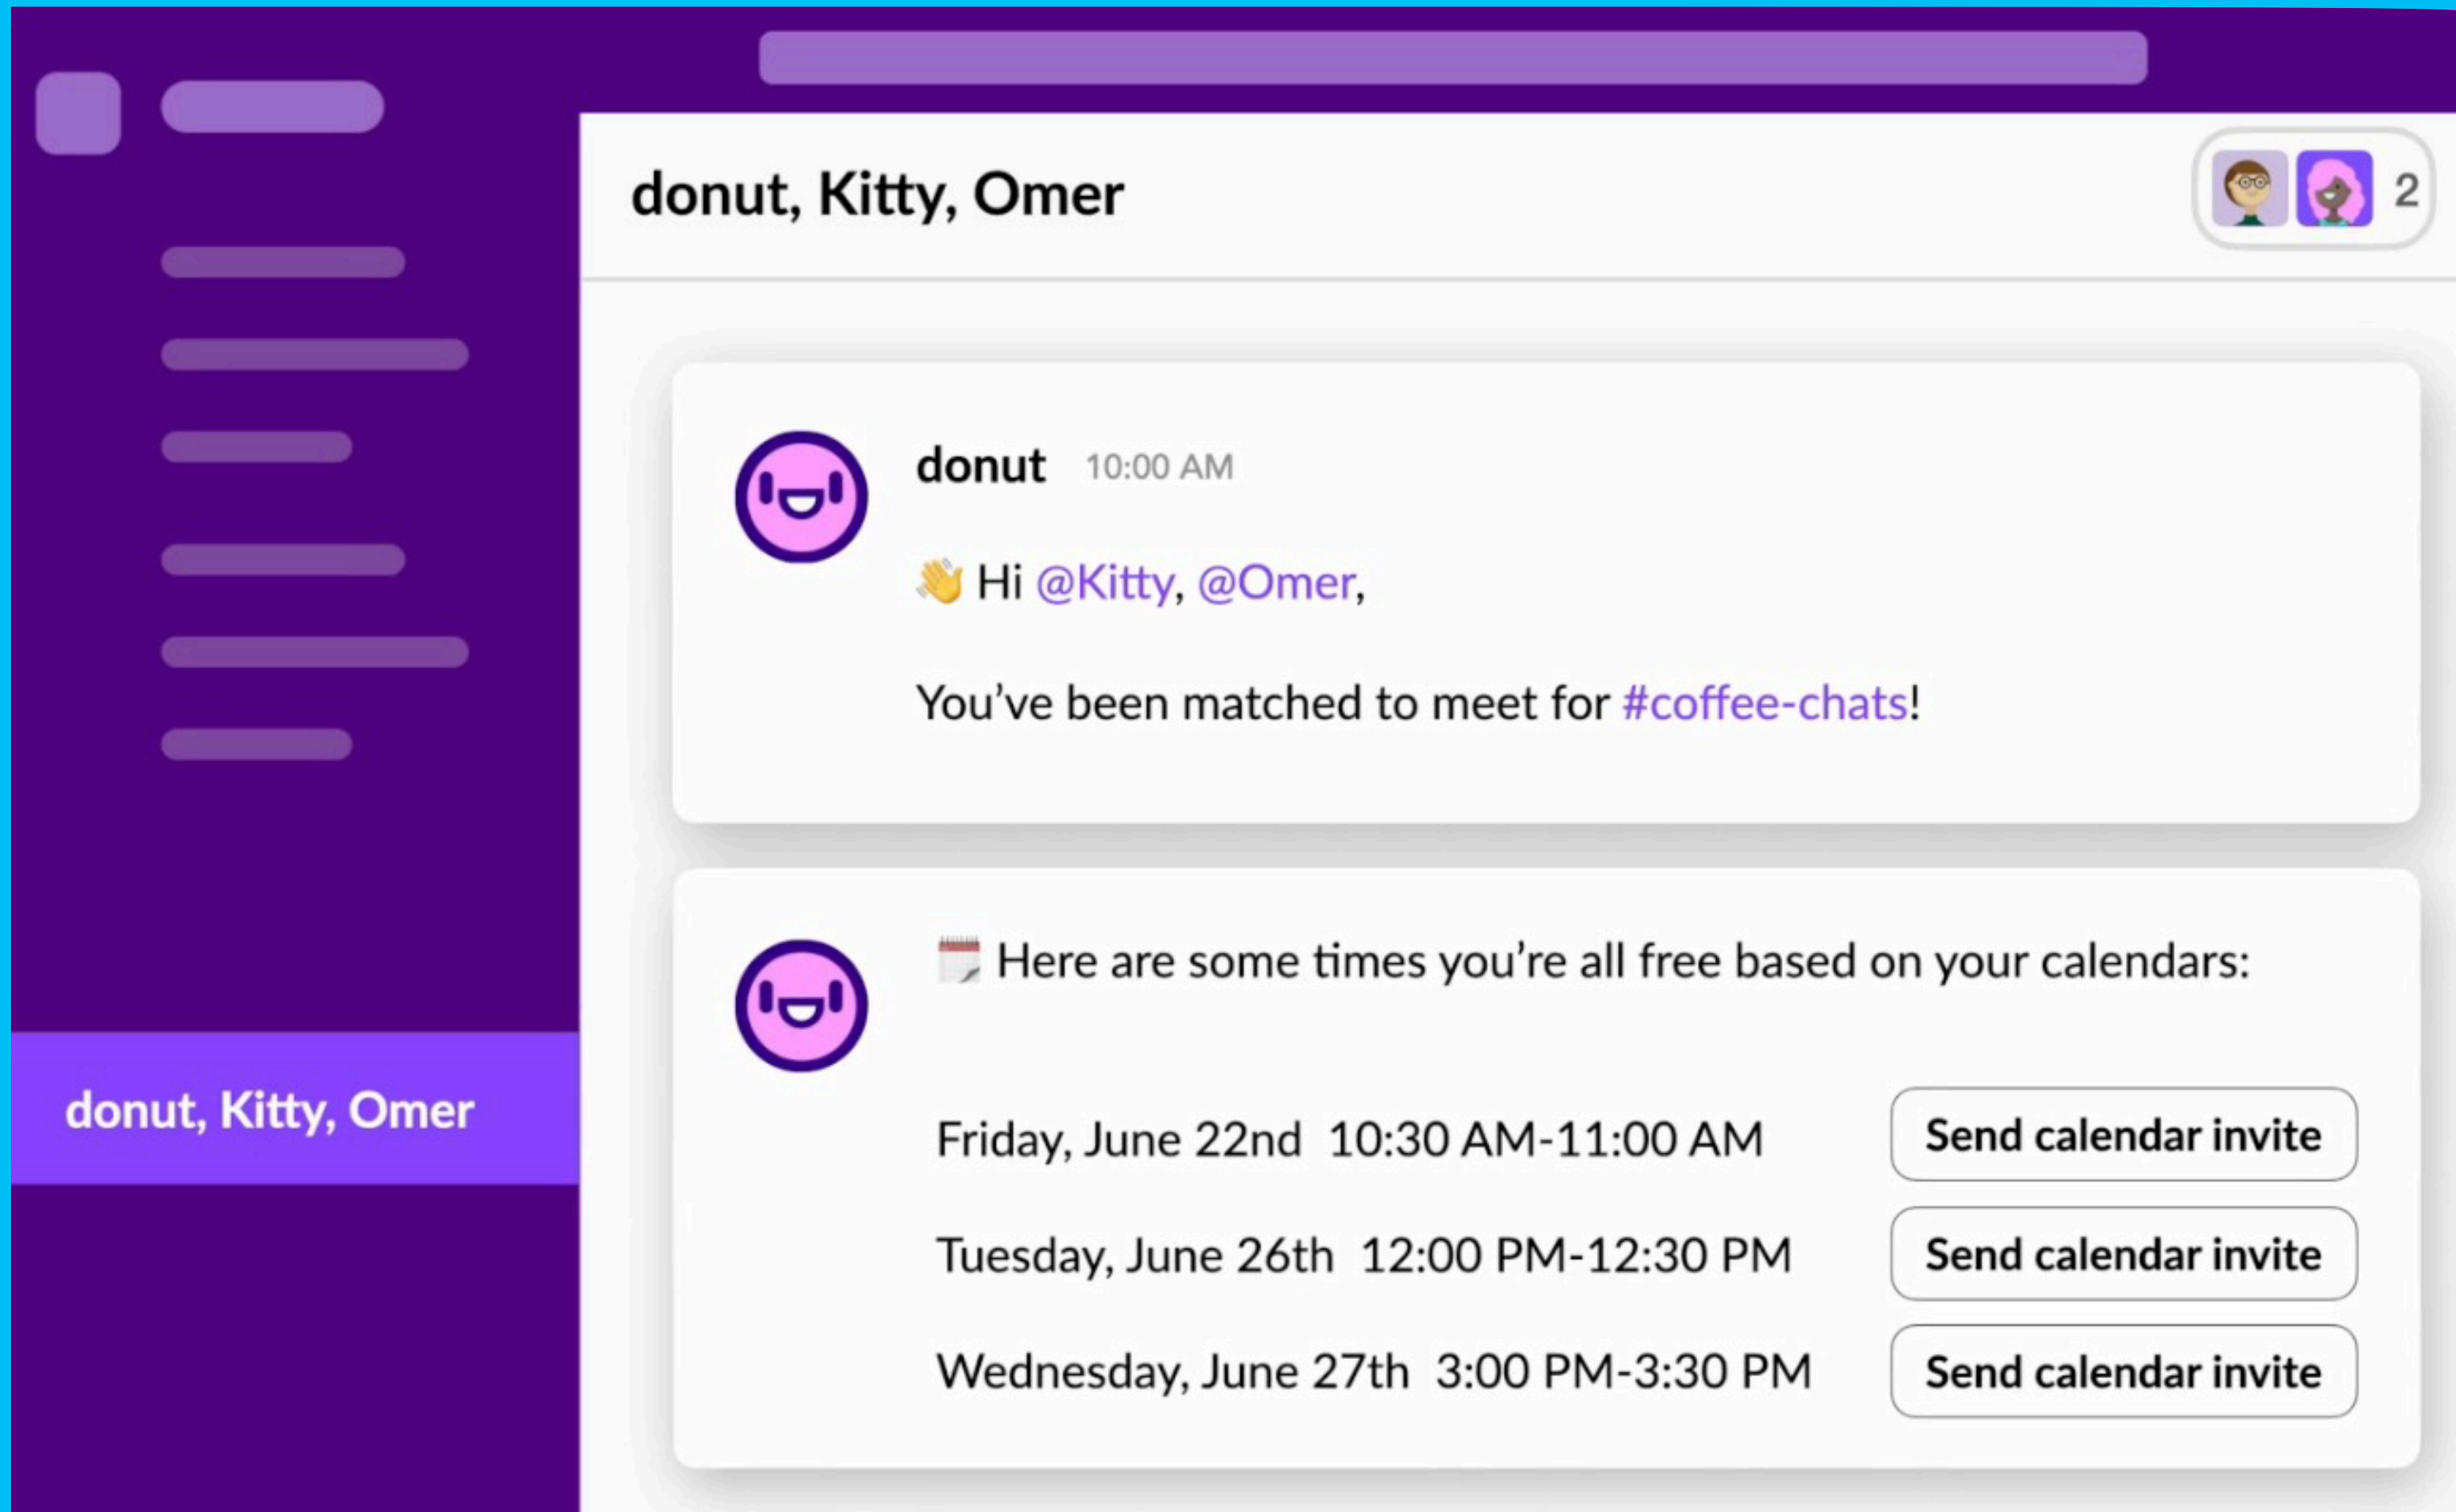 donut, Kitty, Omer
2
donut 10:00 AM
👋 Hi @Kitty, @Omer,
You’ve been matched to meet for #coffee-chats!
🗓️ Here are some times you’re all free based on your calendars:
donut, Kitty, Omer
Friday, June 22nd 10:30 AM-11:00 AM Send calendar invite
Tuesday, June 26th 12:00 PM-12:30 PM Send calendar invite
Wednesday, June 27th 3:00 PM-3:30 PM Send calendar invite